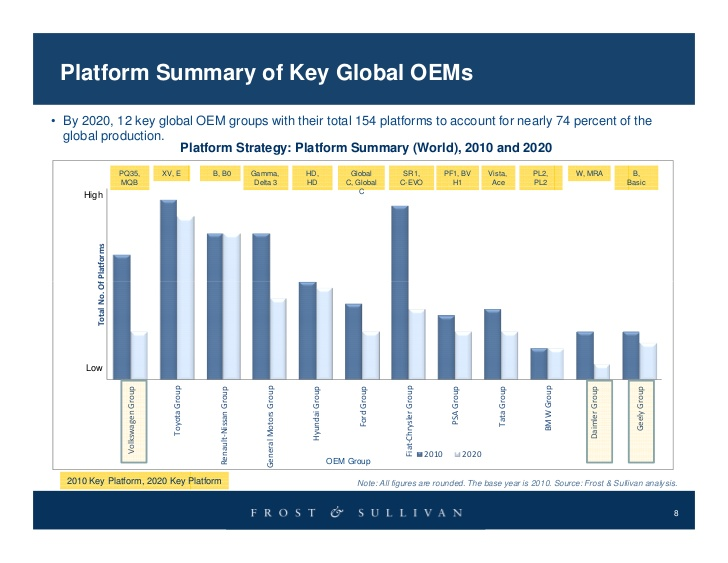 Platform Summary of Key Global OEMs
• By 2020, 12 key global OEM groups with their total 154 platforms to account for nearly 74 percent of the
global production.
Platform Strategy: Platform Summary (World), 2010 and 2020
PQ35,
MQB
XV, E
B, B0
Gamma,
Delta 3
HD,
HD
Global
C, Global
C
SR1,
C-EVO
PF1, BV
H1
Vista,
Ace
PL2,
PL2
W, MRA
B,
Basic
High
Total No. Of Platforms
Low
Volkswagen Group
Toyota Group
Renault-Nissan Group
General Motors Group
Hyundai Group
Ford Group
Fiat-Chrysler Group
PSA Group
Tata Group
BMW Group
Daimler Group
Geely Group
2010 2020
OEM Group
2010 Key Platform, 2020 Key Platform
Note: All figures are rounded. The base year is 2010. Source: Frost & Sullivan analysis.
FROST & SULLIVAN
8